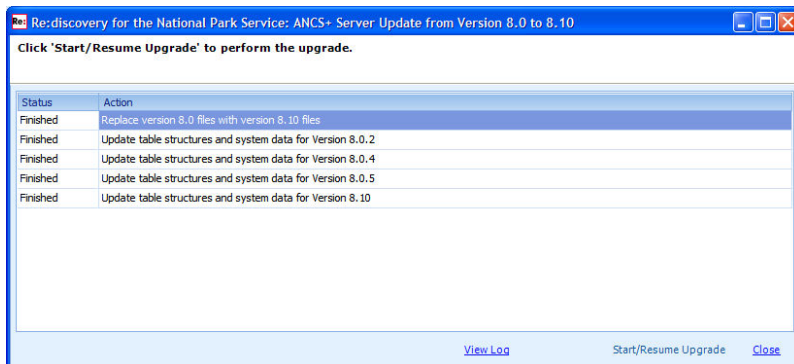 Re: Re:discovery for the National Park Service: ANCS+ Server Update from Version 8.0 to 8.10
Click 'Start/Resume Upgrade' to perform the upgrade.
Status Action
Finished Replace version 8.0 files with version 8.10 files
Finished Update table structures and system data for Version 8.0.2
Finished Update table structures and system data for Version 8.0.4
Finished Update table structures and system data for Version 8.0.5
Finished Update table structures and system data for Version 8.10
View Log Start/Resume Upgrade Close